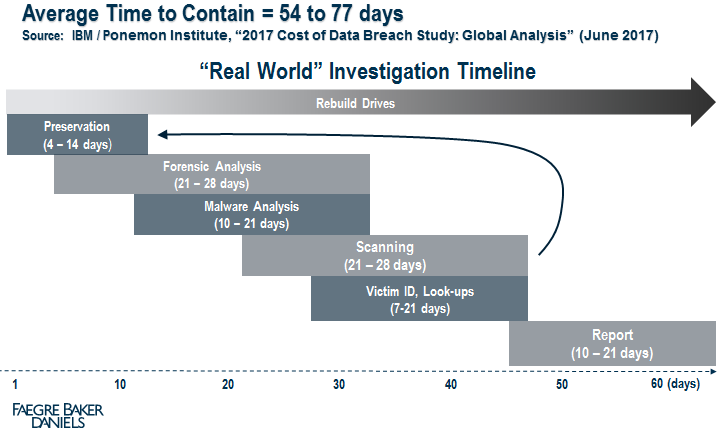 Average Time to Contain = 54 to 77 days
Source: IBM / Ponemon Institute, “2017 Cost of Data Breach Study: Global Analysis” (June 2017)
“Real World” Investigation Timeline
Rebuild Drives
Preservation
(4 – 14 days)
Forensic Analysis
(21 – 28 days)
Malware Analysis
(10 – 21 days)
Scanning
(21 – 28 days)
Victim ID, Look-ups
(7-21 days)
Report
(10 – 21 days)
1 10 20 30 40 50 60 (days)
FAEGRE BAKER
DANIELS